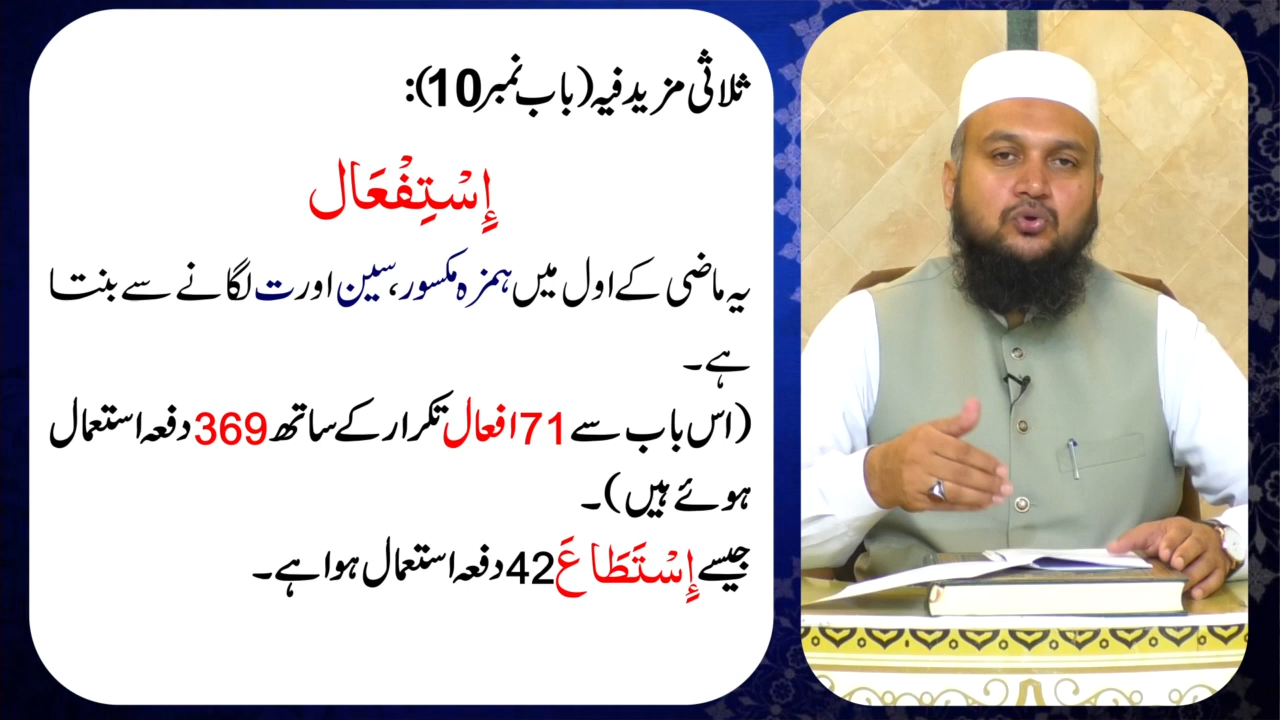 ثلاثی مزید فیہ (باب نمبر 10):
إِسْتِفْعَال
یہ ماضی کے اول میں ہمزہ مکسور، سین اور ت لگانے سے بنتا
ہے۔
(اس باب سے 71 افعال تکرار کے ساتھ 369 دفعہ استعمال
ہوئے ہیں)۔
جیسے إِسْتَطَاعَ 42 دفعہ استعمال ہوا ہے۔